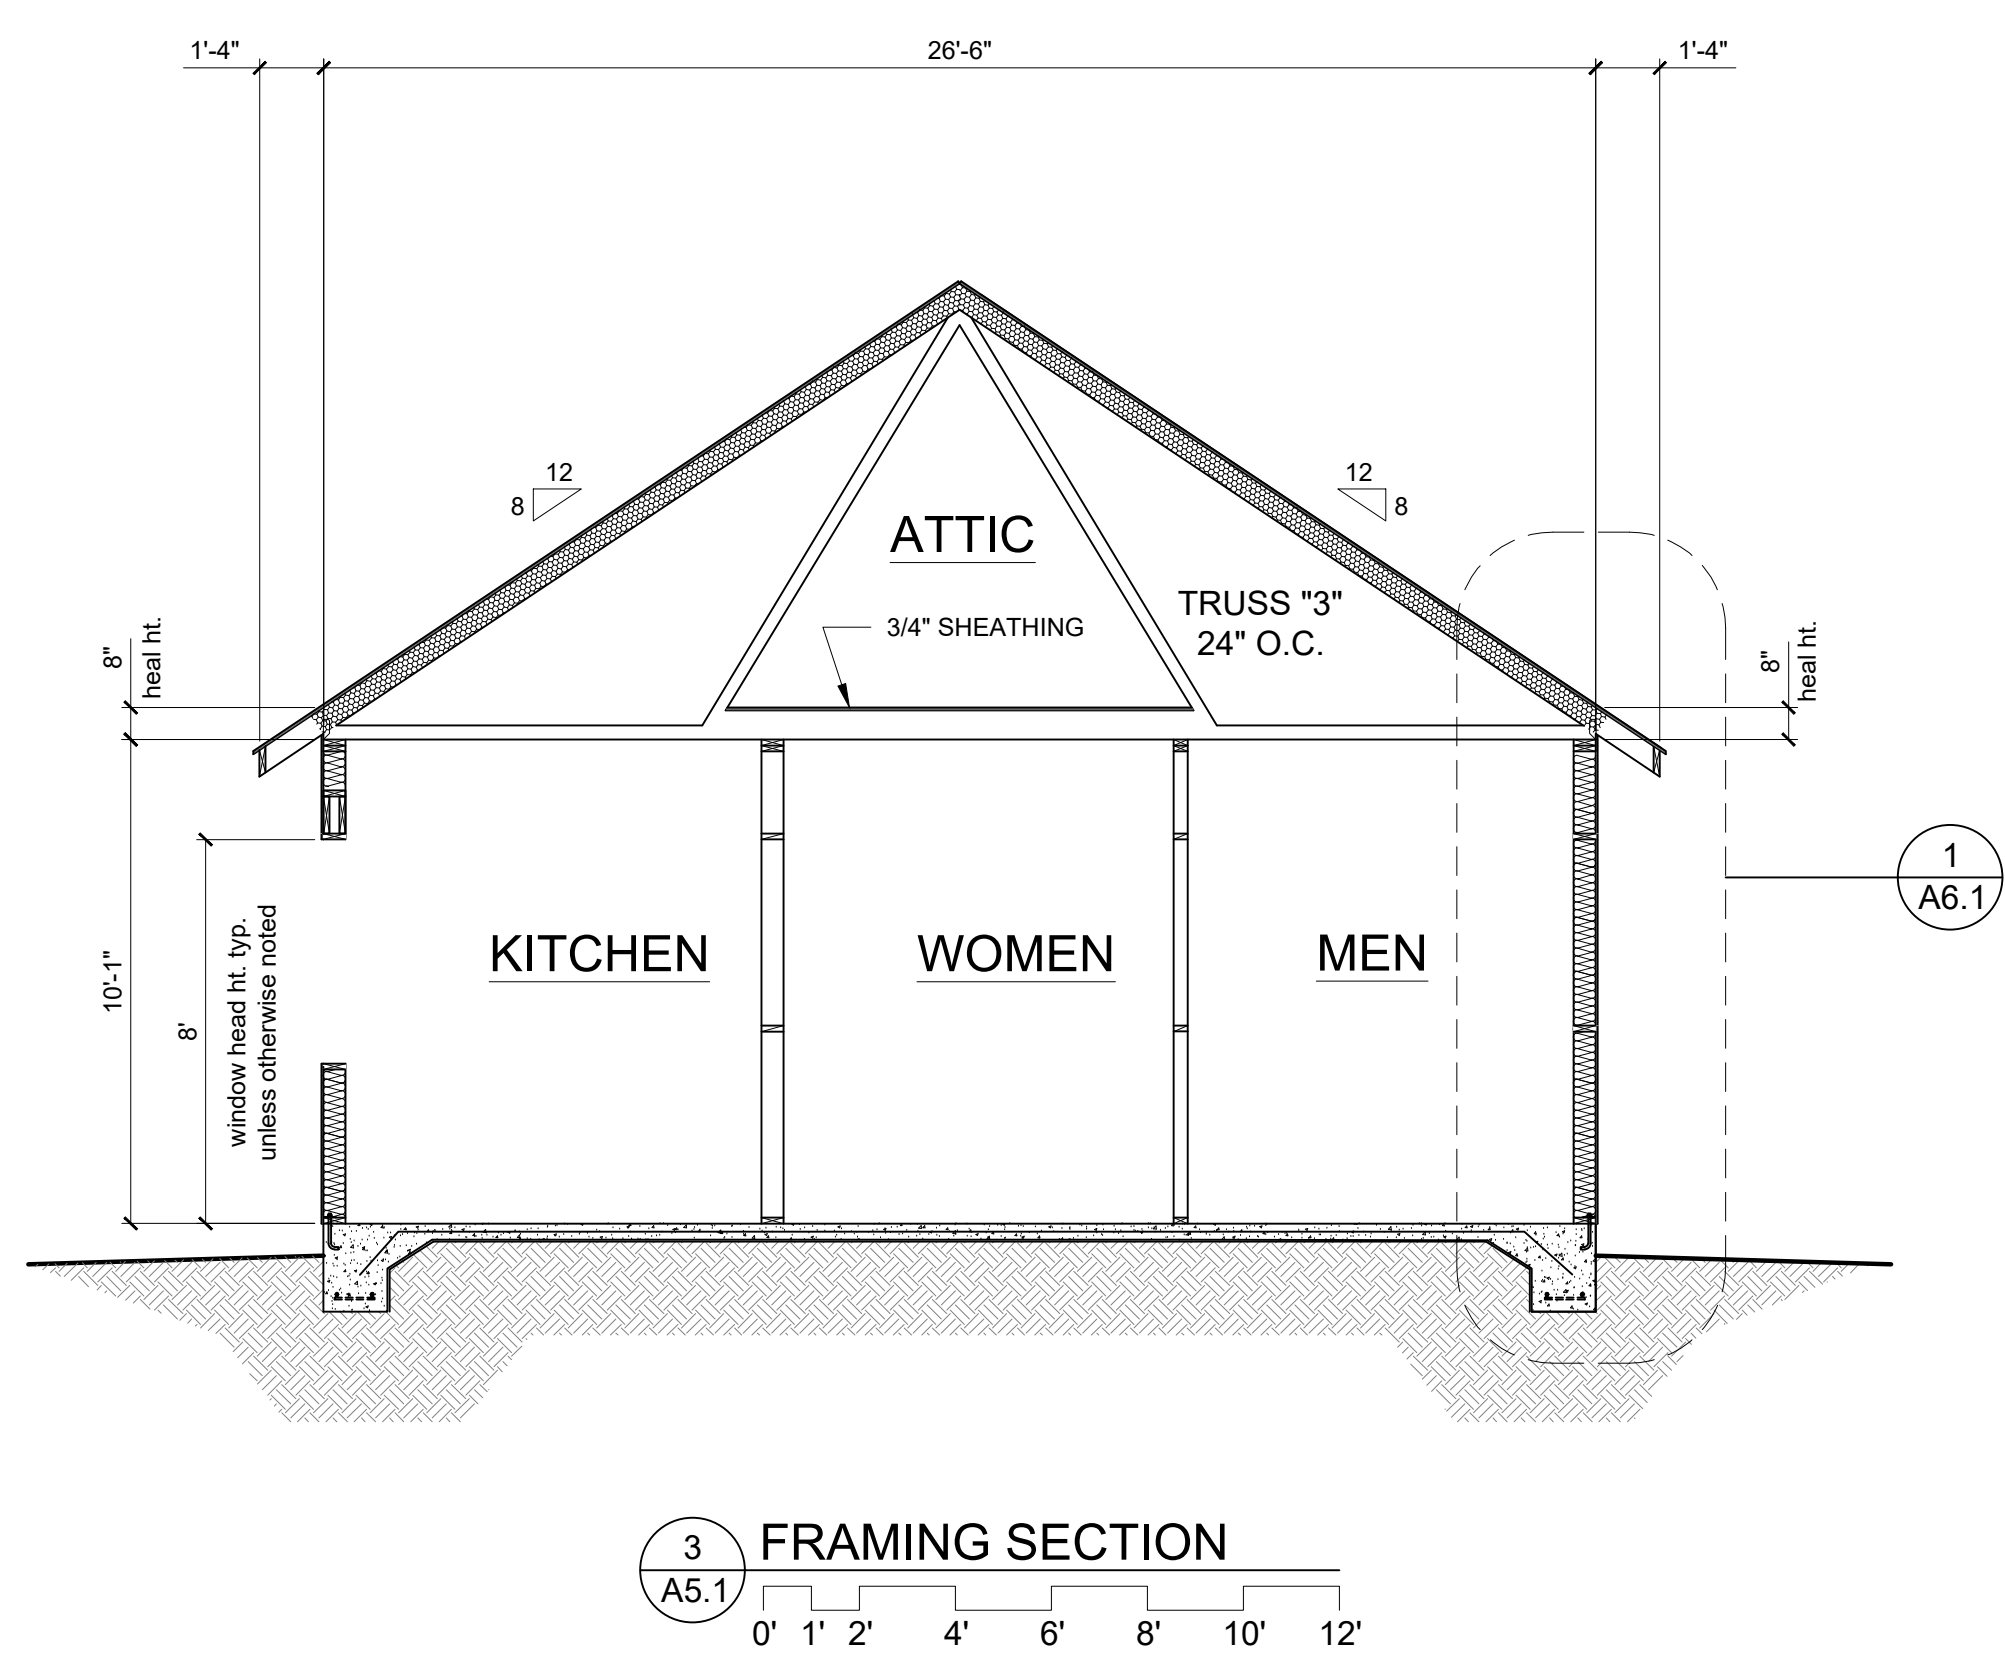 1'-4"
26'-6"
1'-4"
12
8
12
8
ATTIC
3/4" SHEATHING
TRUSS "3"
24" O.C.
8"
heal ht.
8"
heal ht.
10'-1"
8'
window head ht. typ.
unless otherwise noted
KITCHEN
WOMEN
MEN
1
A6.1
3
A5.1
FRAMING SECTION
0' 1' 2' 4' 6' 8' 10' 12'